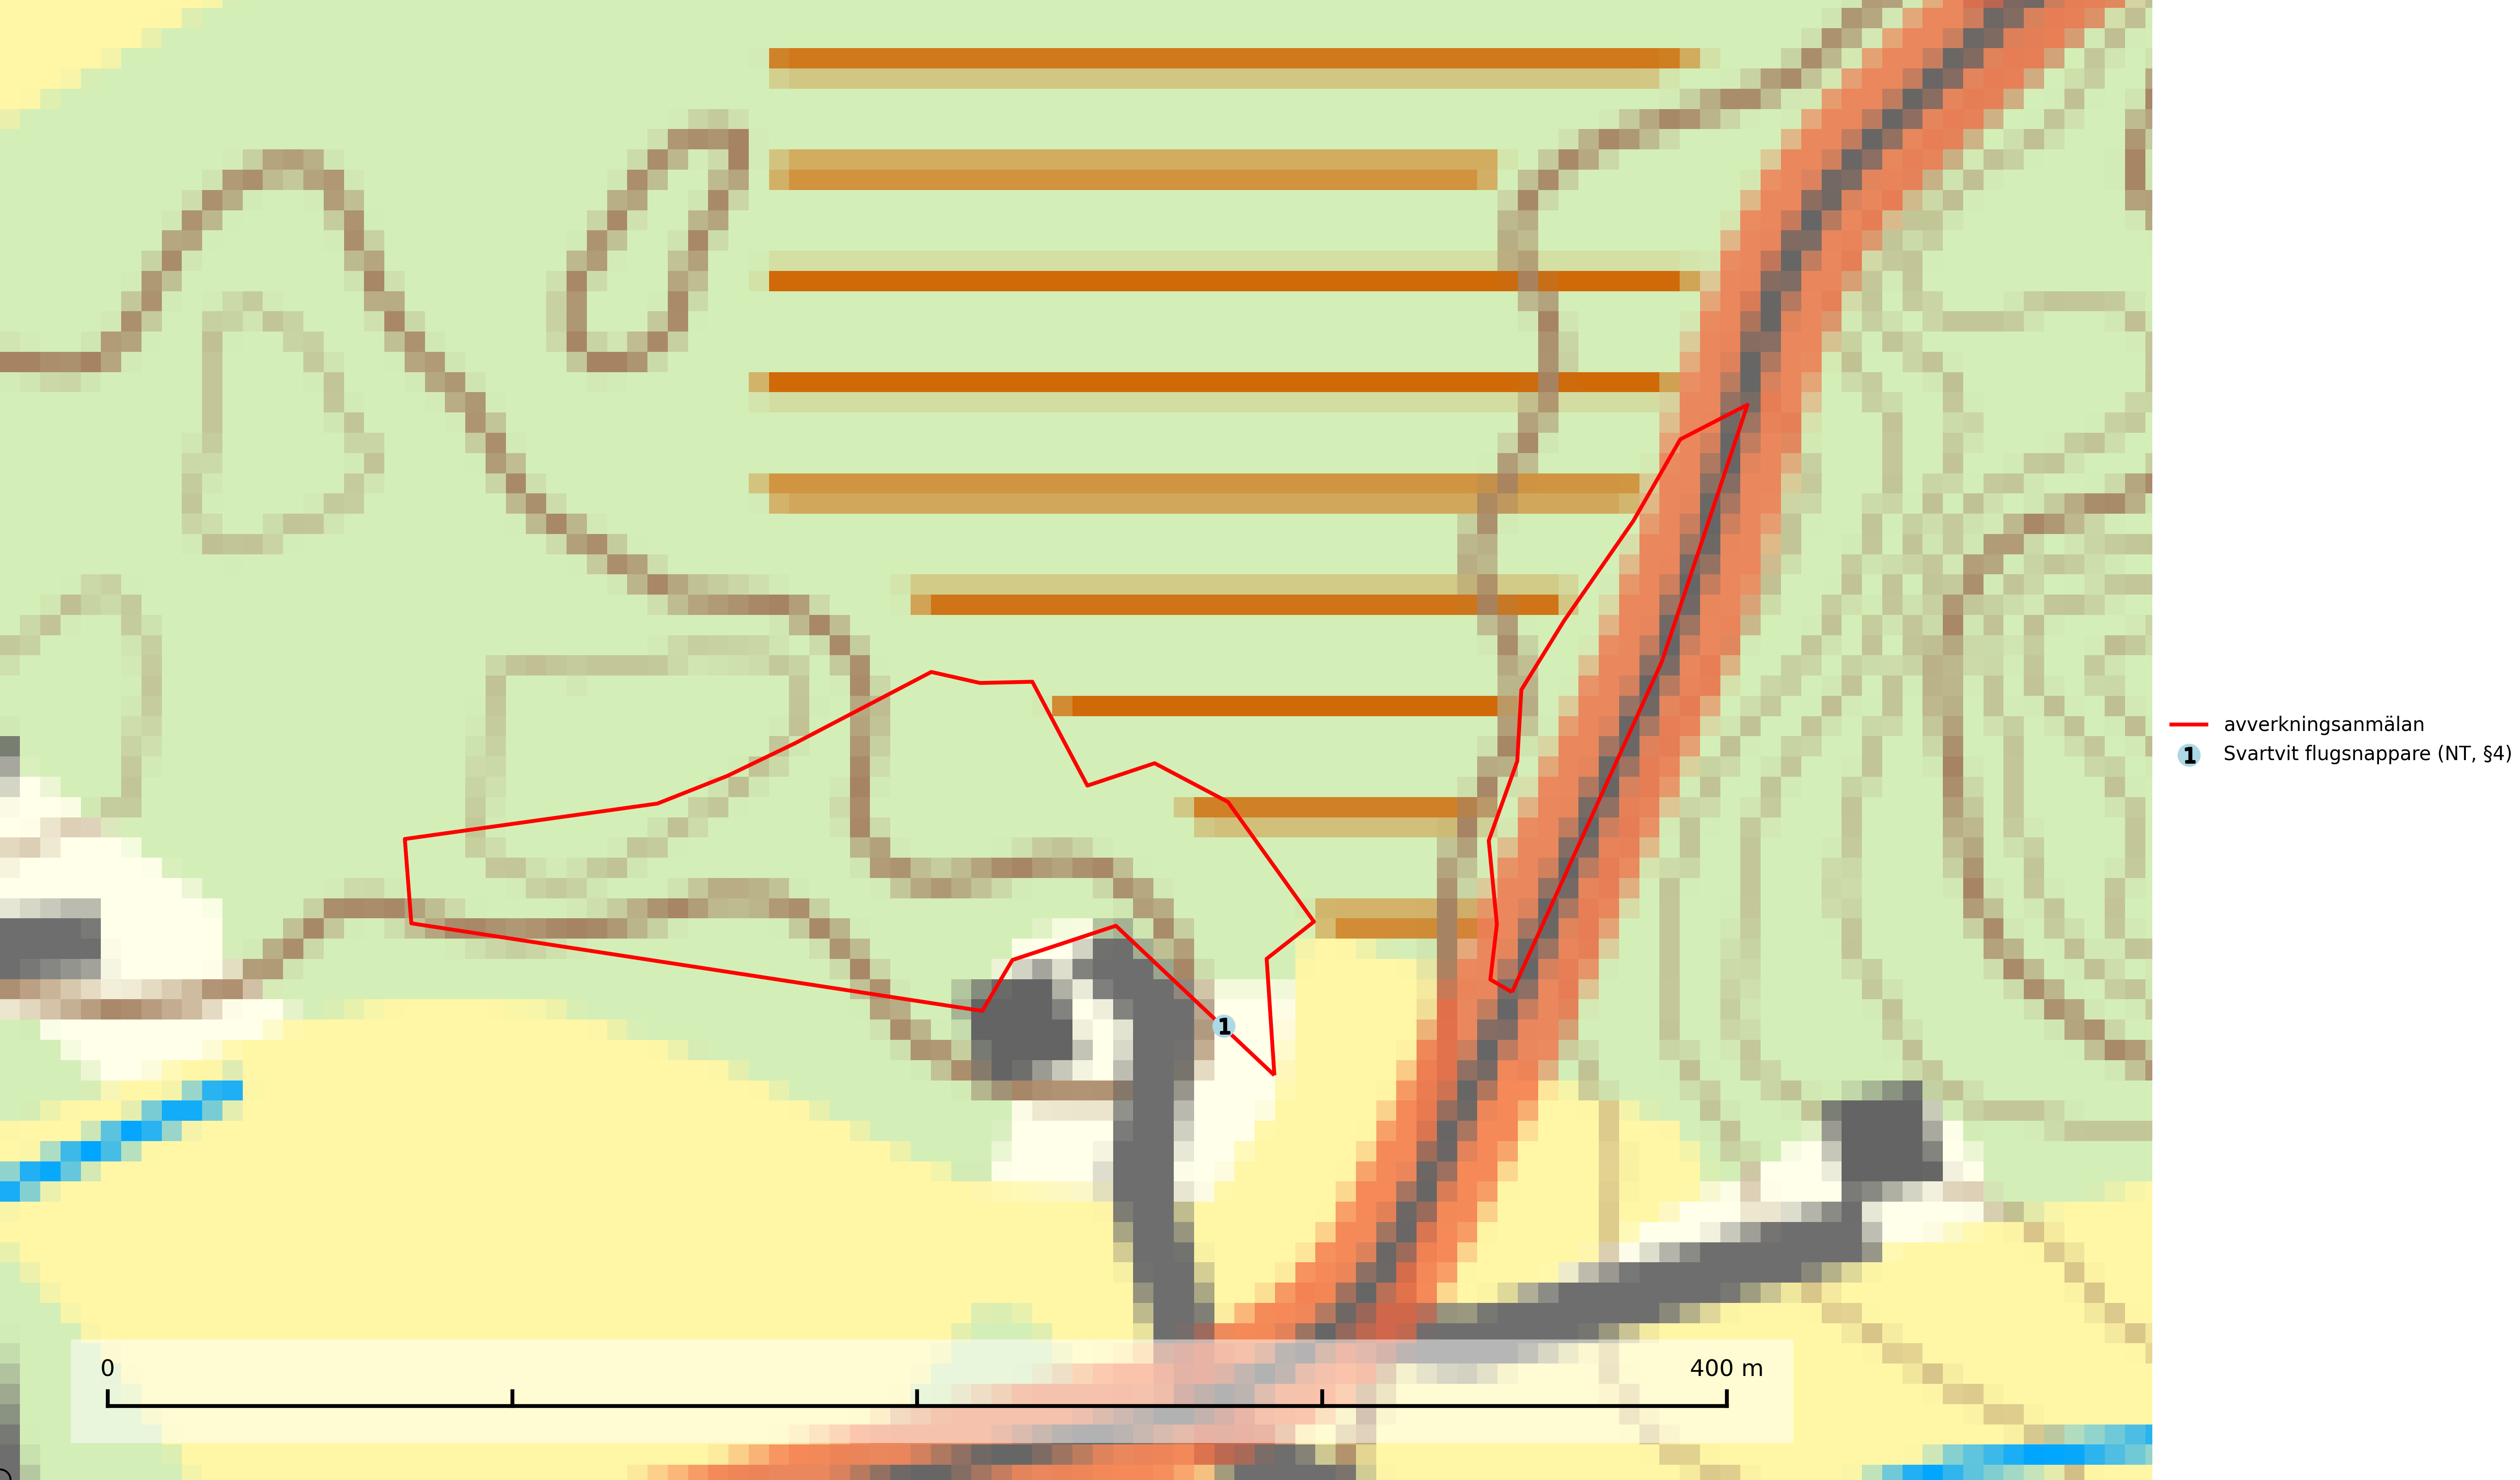 avverkningsanmälan
1 Svartvit flugsnappare (NT, §4)
1
0 400 m